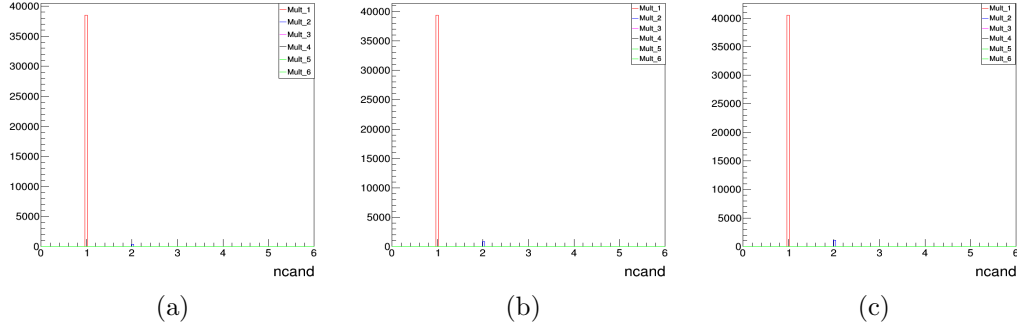 40000
35000
30000
25000
20000
15000
10000
5000
0
0 1 2 3 4 5 6
ncand
Mult_1
Mult_2
Mult_3
Mult_4
Mult_5
Mult_6
(a)
40000
35000
30000
25000
20000
15000
10000
5000
0
0 1 2 3 4 5 6
ncand
Mult_1
Mult_2
Mult_3
Mult_4
Mult_5
Mult_6
(b)
40000
35000
30000
25000
20000
15000
10000
5000
0
0 1 2 3 4 5 6
ncand
Mult_1
Mult_2
Mult_3
Mult_4
Mult_5
Mult_6
(c)